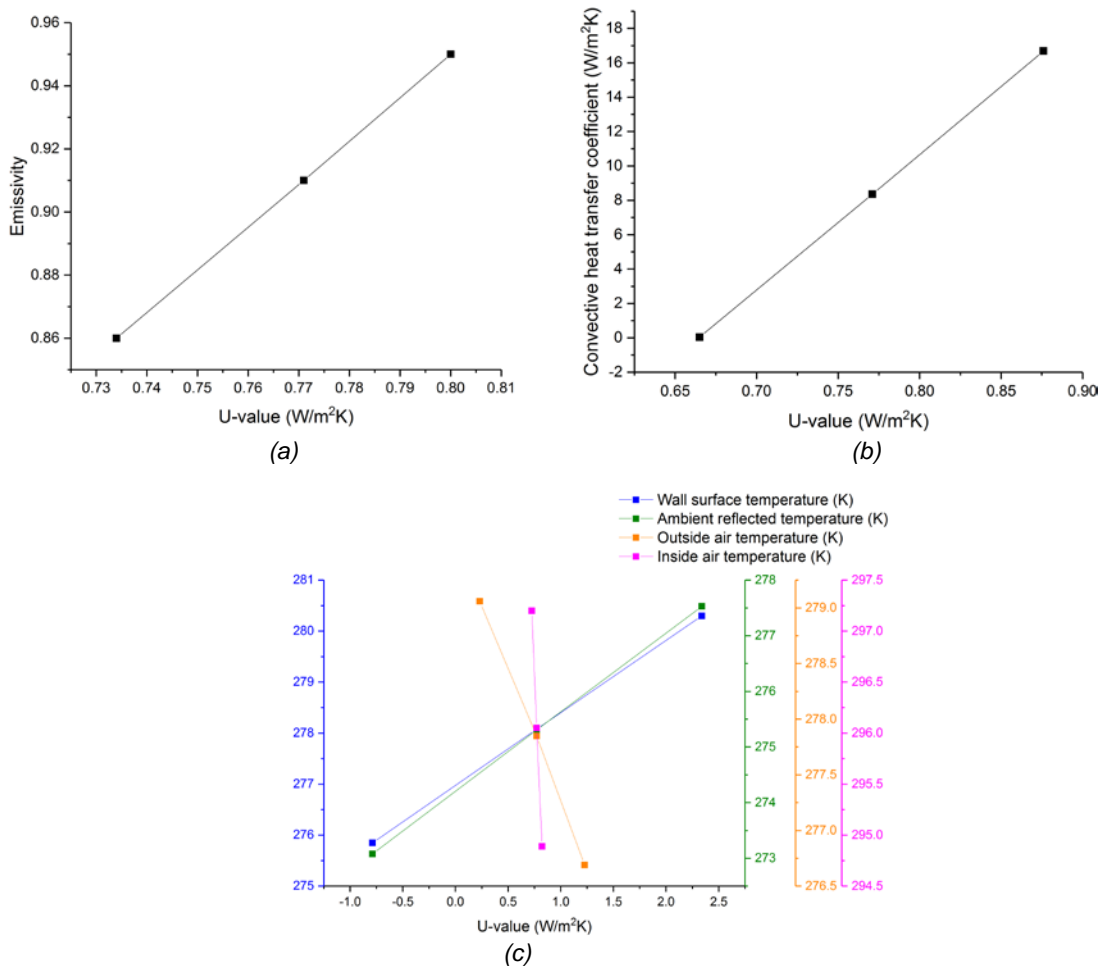 0.96
0.94
0.92
0.90
0.88
0.86
Emissivity
0.73 0.74 0.75 0.76 0.77 0.78 0.79 0.80 0.81
U-value (W/m²K)
(a)
18
16
14
12
10
8
6
4
2
0
-2
Convective heat transfer coefficient (W/m²K)
0.65 0.70 0.75 0.80 0.85 0.90
U-value (W/m²K)
(b)
Wall surface temperature (K)
Ambient reflected temperature (K)
Outside air temperature (K)
Inside air temperature (K)
281
280
279
278
277
276
275
278
277
276
275
274
273
279.0
278.5
278.0
277.5
277.0
276.5
297.5
297.0
296.5
296.0
295.5
295.0
294.5
-1.0 -0.5 0.0 0.5 1.0 1.5 2.0 2.5
U-value (W/m²K)
(c)